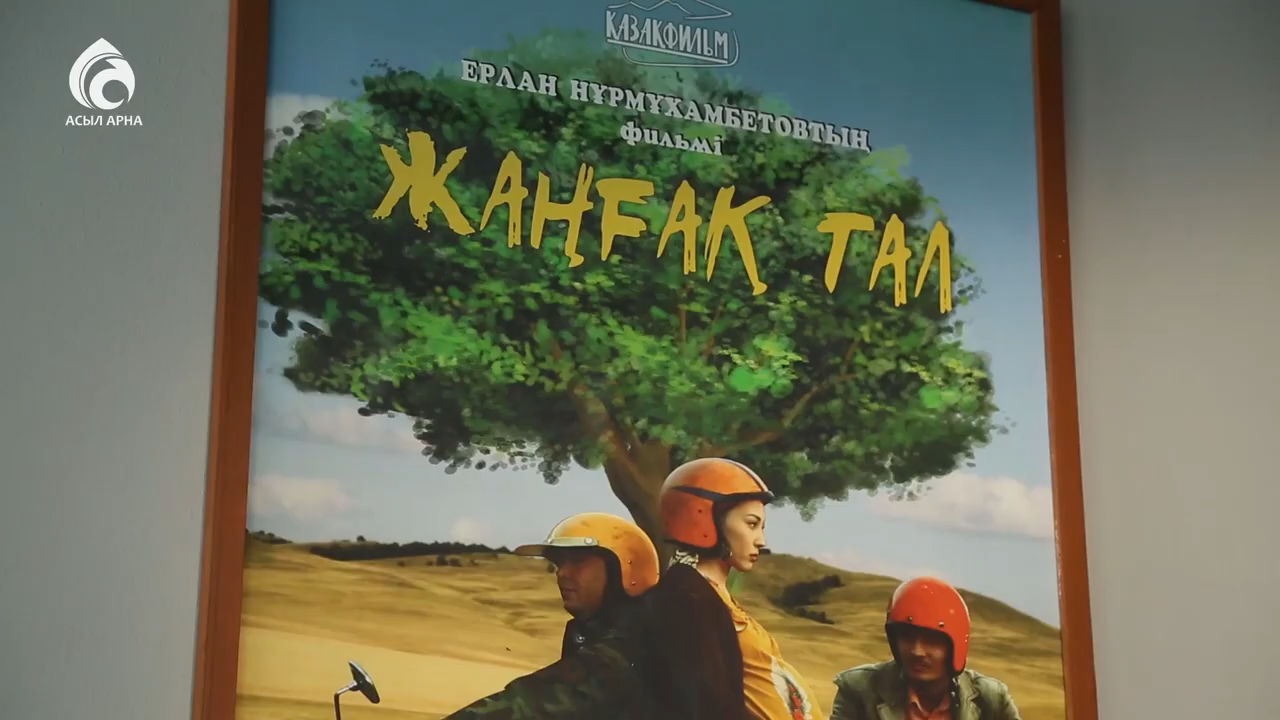 ҚАЗАҚФИЛЬМ
АСЫЛ АРНА
ЕРЛАН НҰРМҰХАМБЕТОВТЫҢ
фильмі
ЖАҢҒАҚ ТАЛ